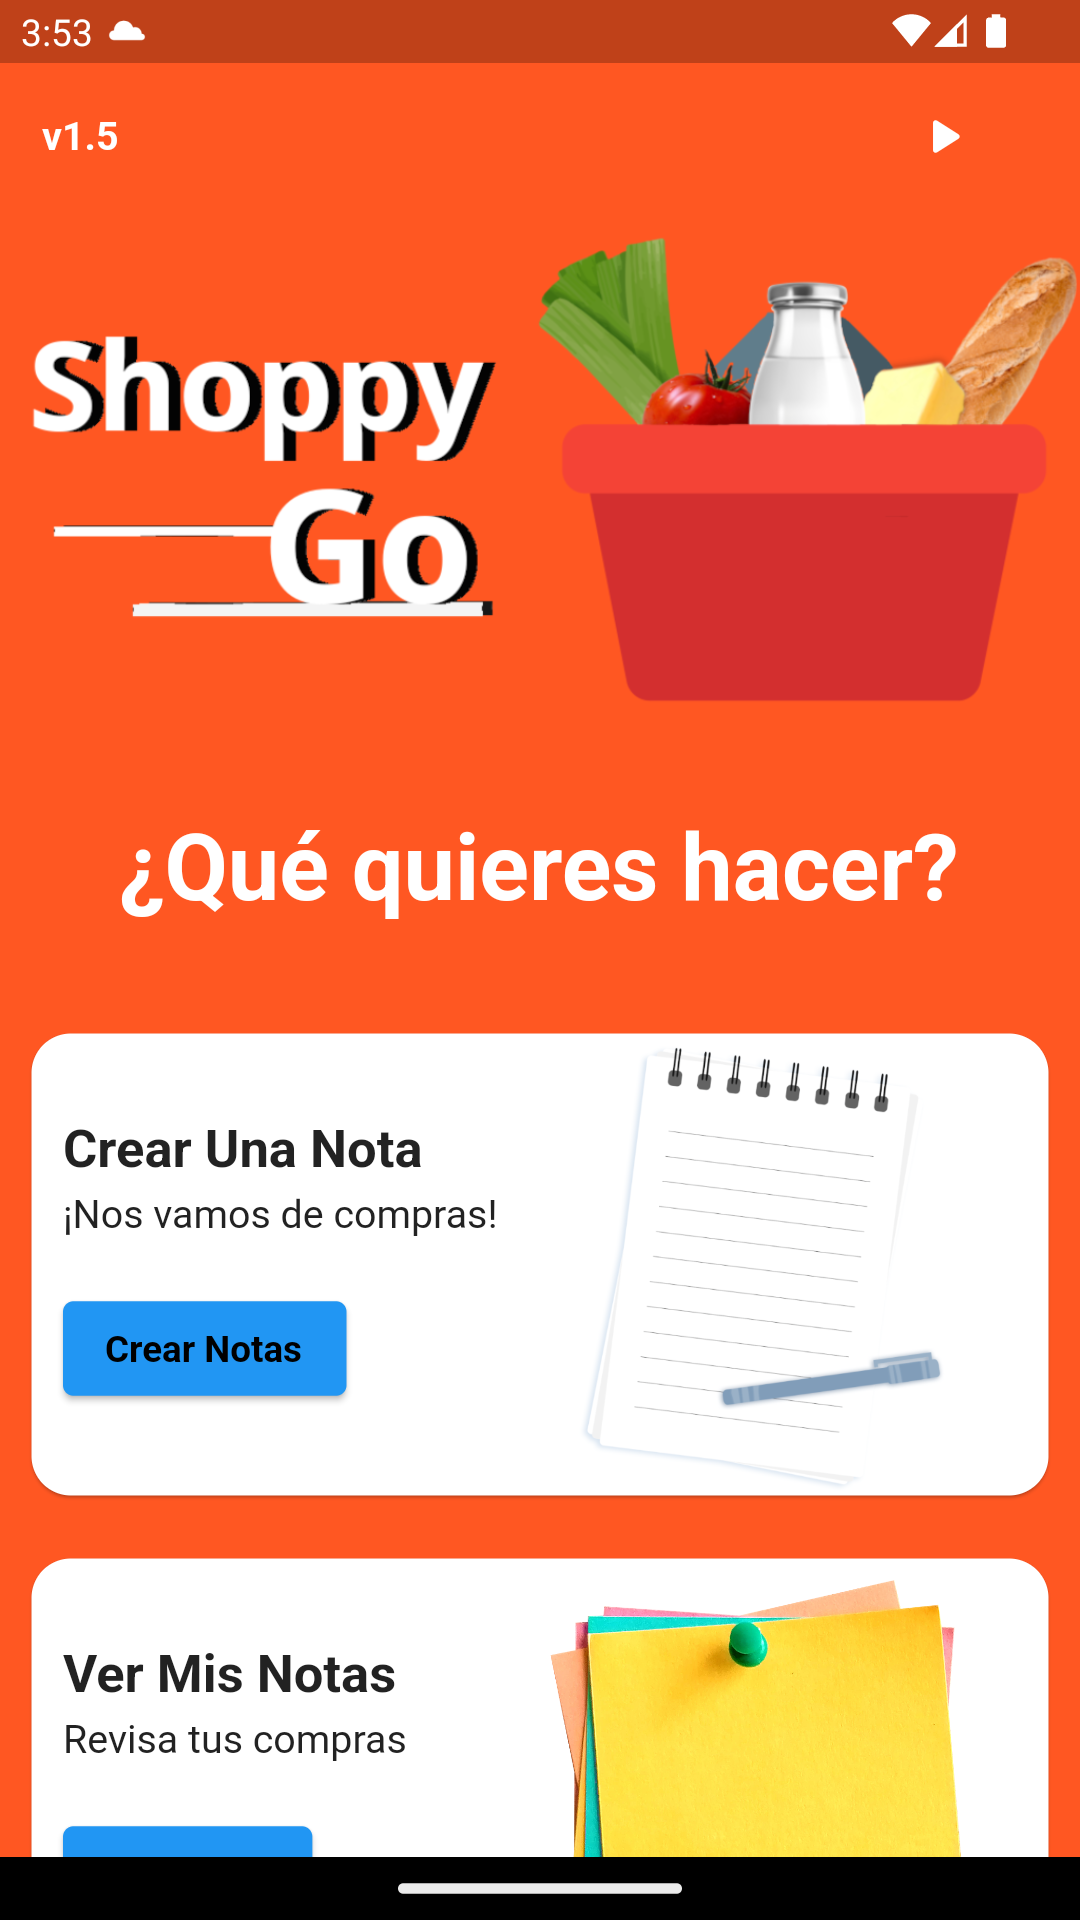 3:53
v1.5
Shoppy
Go
¿Qué quieres hacer?
Crear Una Nota
¡Nos vamos de compras!
Crear Notas
Ver Mis Notas
Revisa tus compras